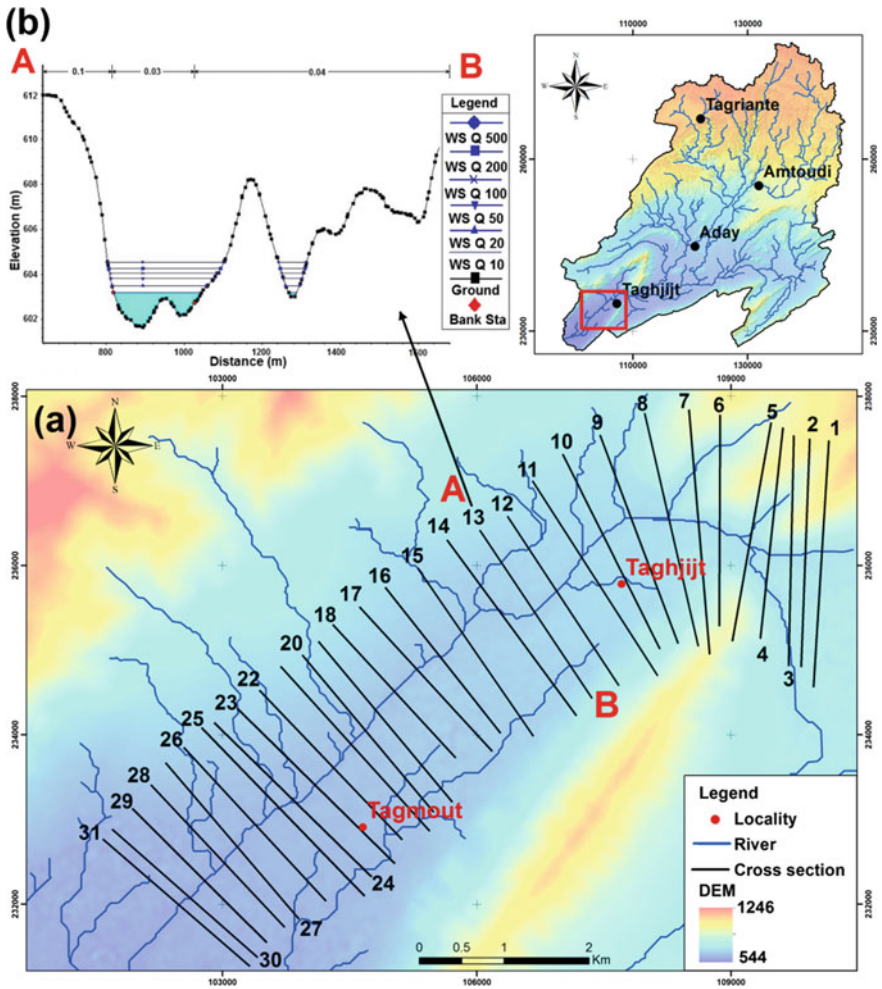 (b)
A
B
0.1 0.03 0.04
612
610
608
606
604
602
Elevation (m)
800 1000 1200 1400 1600
Distance (m)
Legend
WS Q 500
WS Q 200
WS Q 100
WS Q 50
WS Q 20
WS Q 10
Ground
Bank Sta
110000 130000
N
W E
S
260000 260000
230000 230000
Tagriante
Amtoudi
Aday
Taghjijt
110000 130000
103000 106000 109000
(a)
N
W E
S
238000 238000
236000 236000
234000 234000
232000 232000
A
B
1
2
3
4
5
6
7
8
9
10
11
12
13
14
15
16
17
18
20
22
23
24
25
26
27
28
29
30
31
Taghjijt
Tagmout
0 0.5 1 2
Km
Legend
Locality
River
Cross section
DEM
1246
544
103000 106000 109000